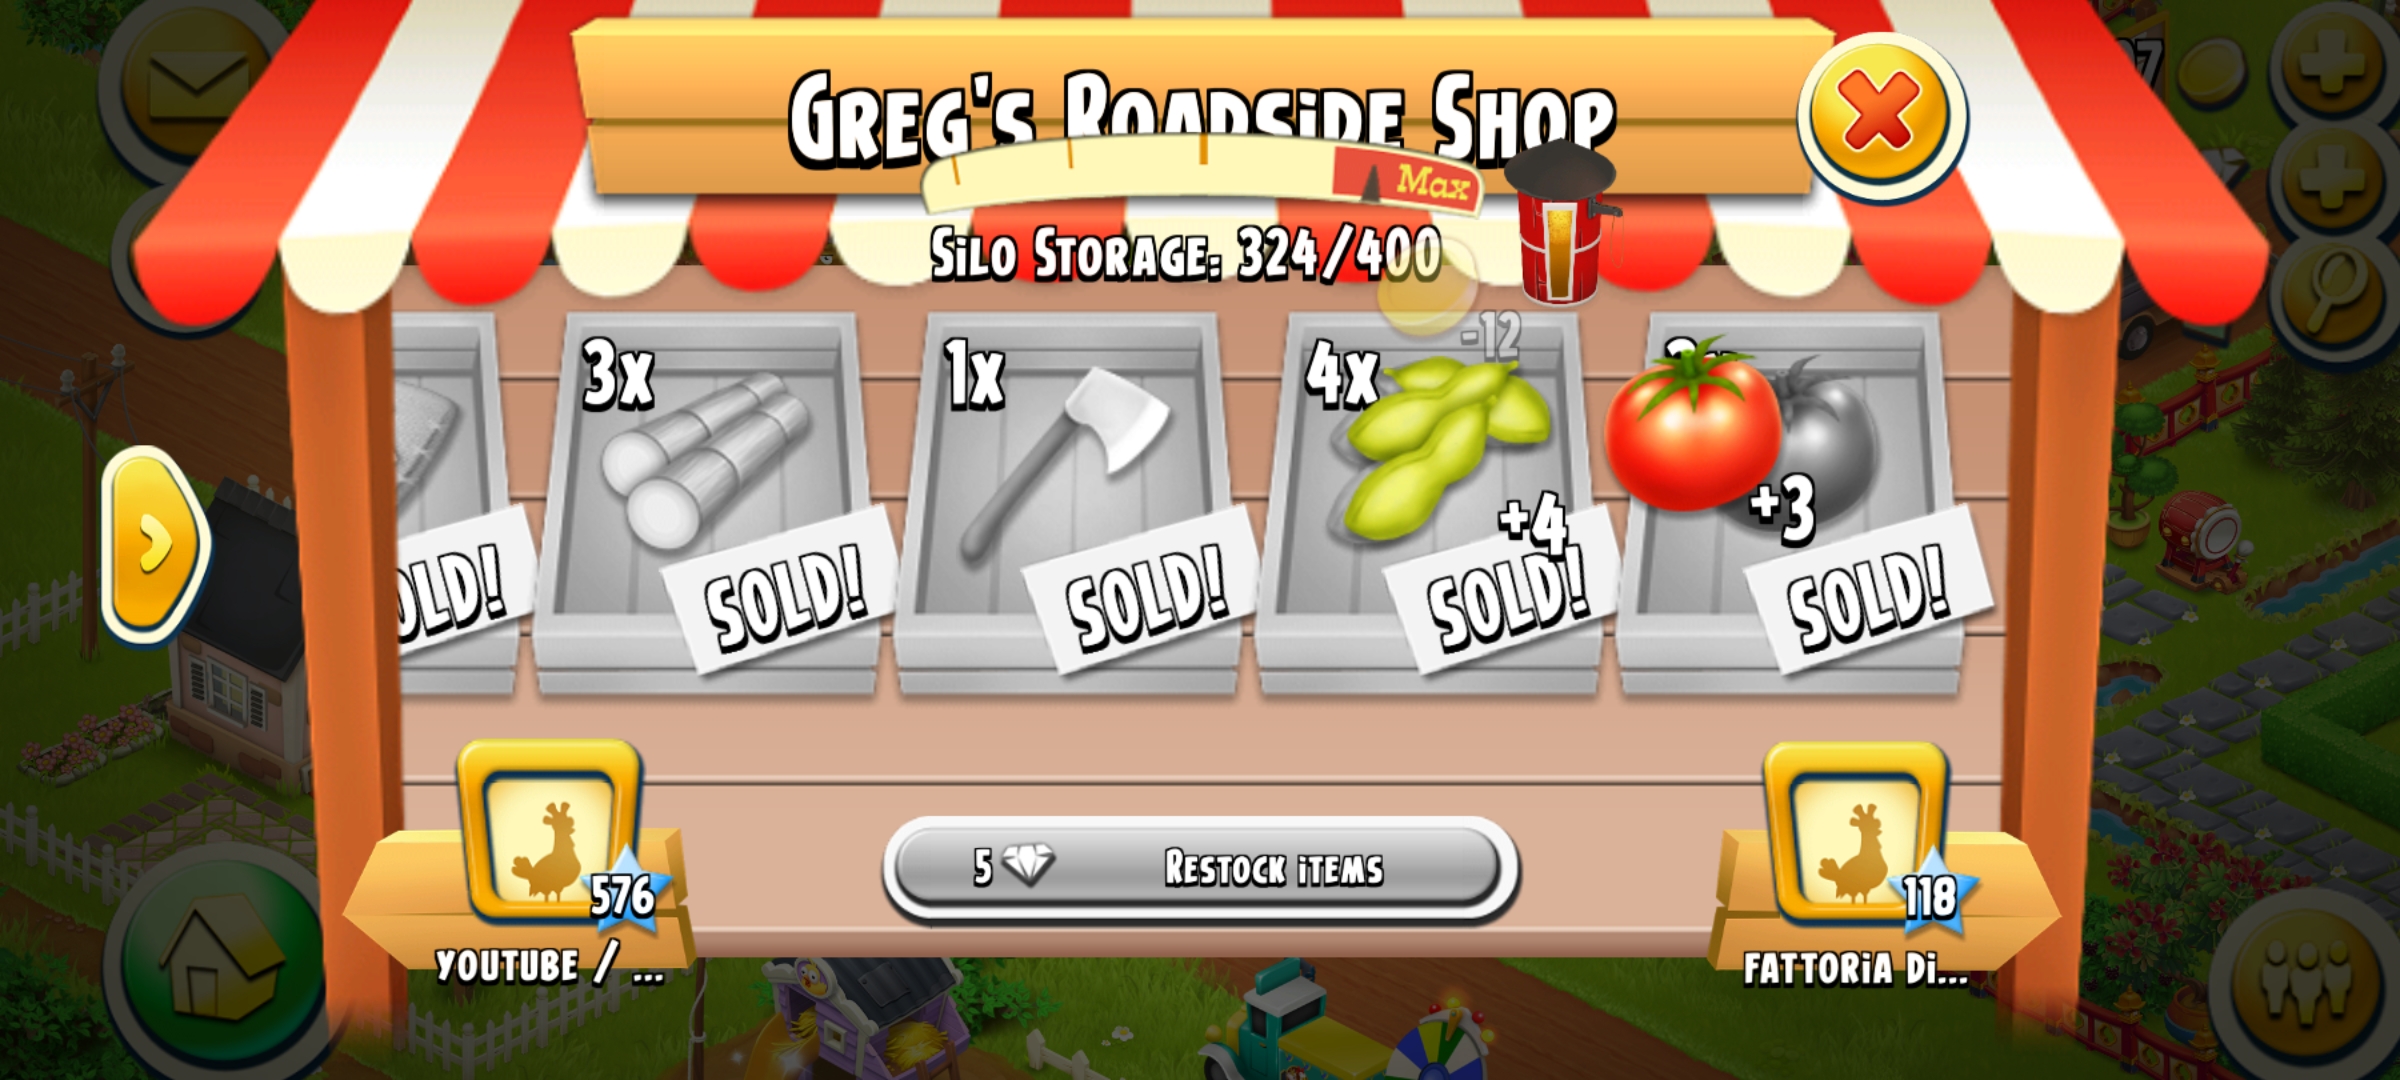 GREG'S ROADSIDE SHOP
Max
SILO STORAGE: 324/400
-12
3x
1x
4x
+4
+3
OLD!
SOLD!
SOLD!
SOLD!
SOLD!
5
RESTOCK ITEMS
576
YOUTUBE / ...
118
FATTORIA DI...